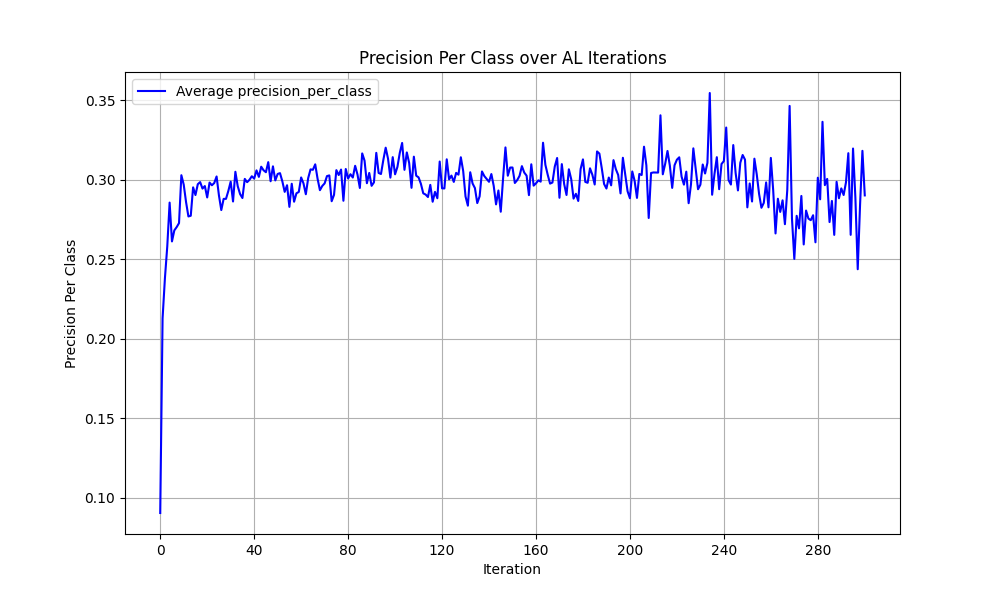 Precision Per Class over AL Iterations
Average precision_per_class
Precision Per Class
0.35
0.30
0.25
0.20
0.15
0.10
0 40 80 120 160 200 240 280
Iteration